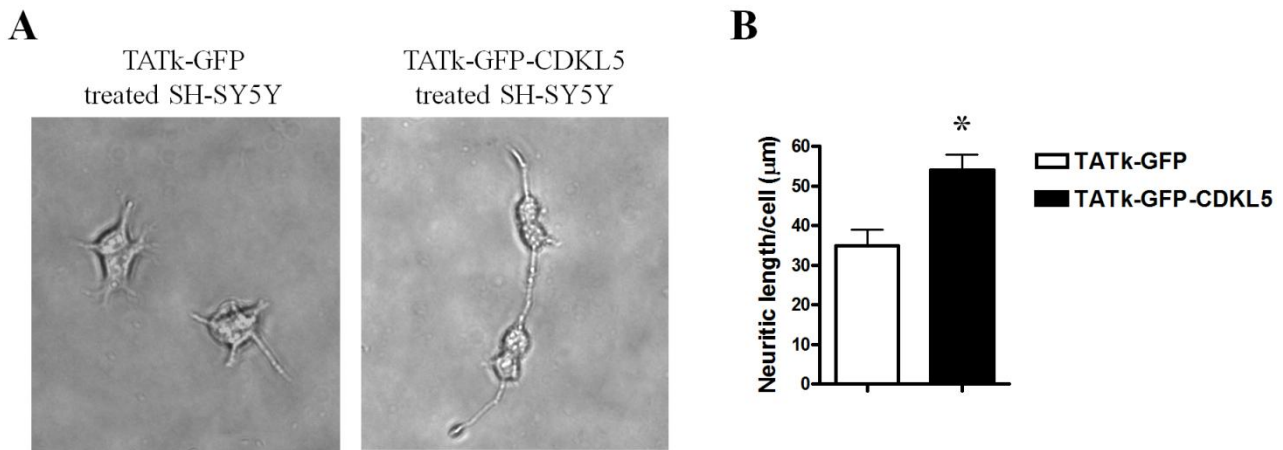 A
TATk-GFP
treated SH-SY5Y
TATk-GFP-CDKL5
treated SH-SY5Y
B
Neuritic length/cell (µm)
60
50
40
30
20
10
0
*
TATk-GFP
TATk-GFP-CDKL5